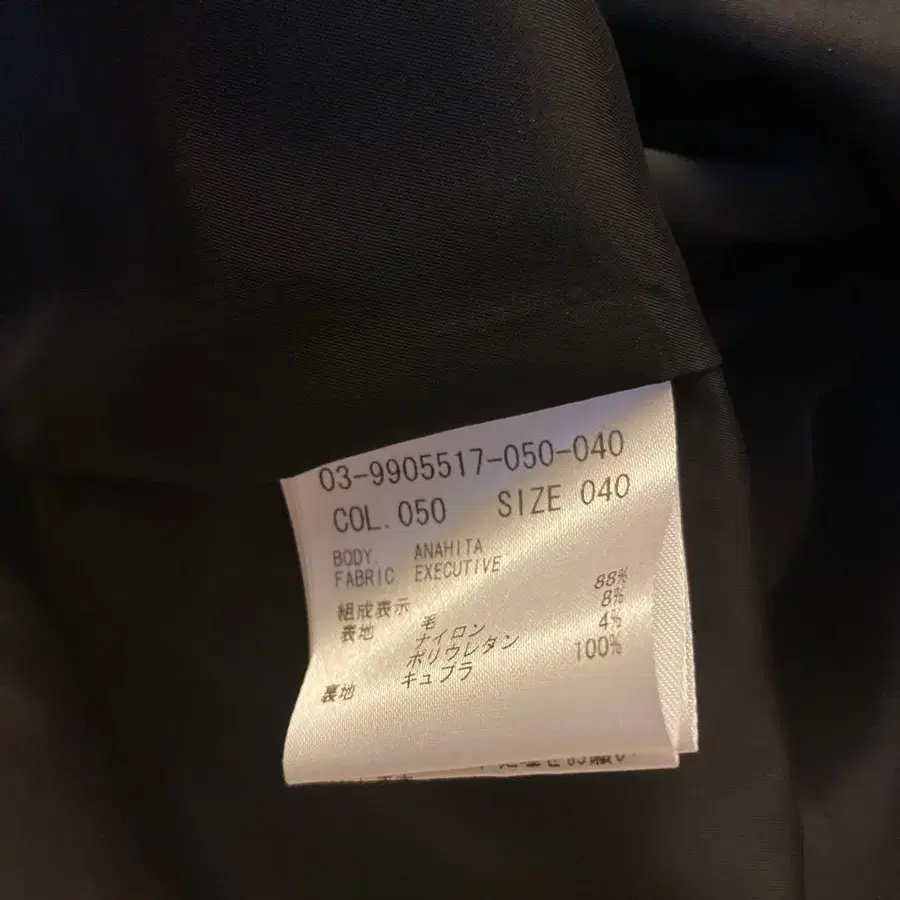 03-9905517-050-040
COL. 050 SIZE 040
BODY. ANAHITA
FABRIC EXECUTIVE
組成表示
表地 毛 88%
ナイロン 8%
ポリウレタン 4%
裏地 キュプラ 100%